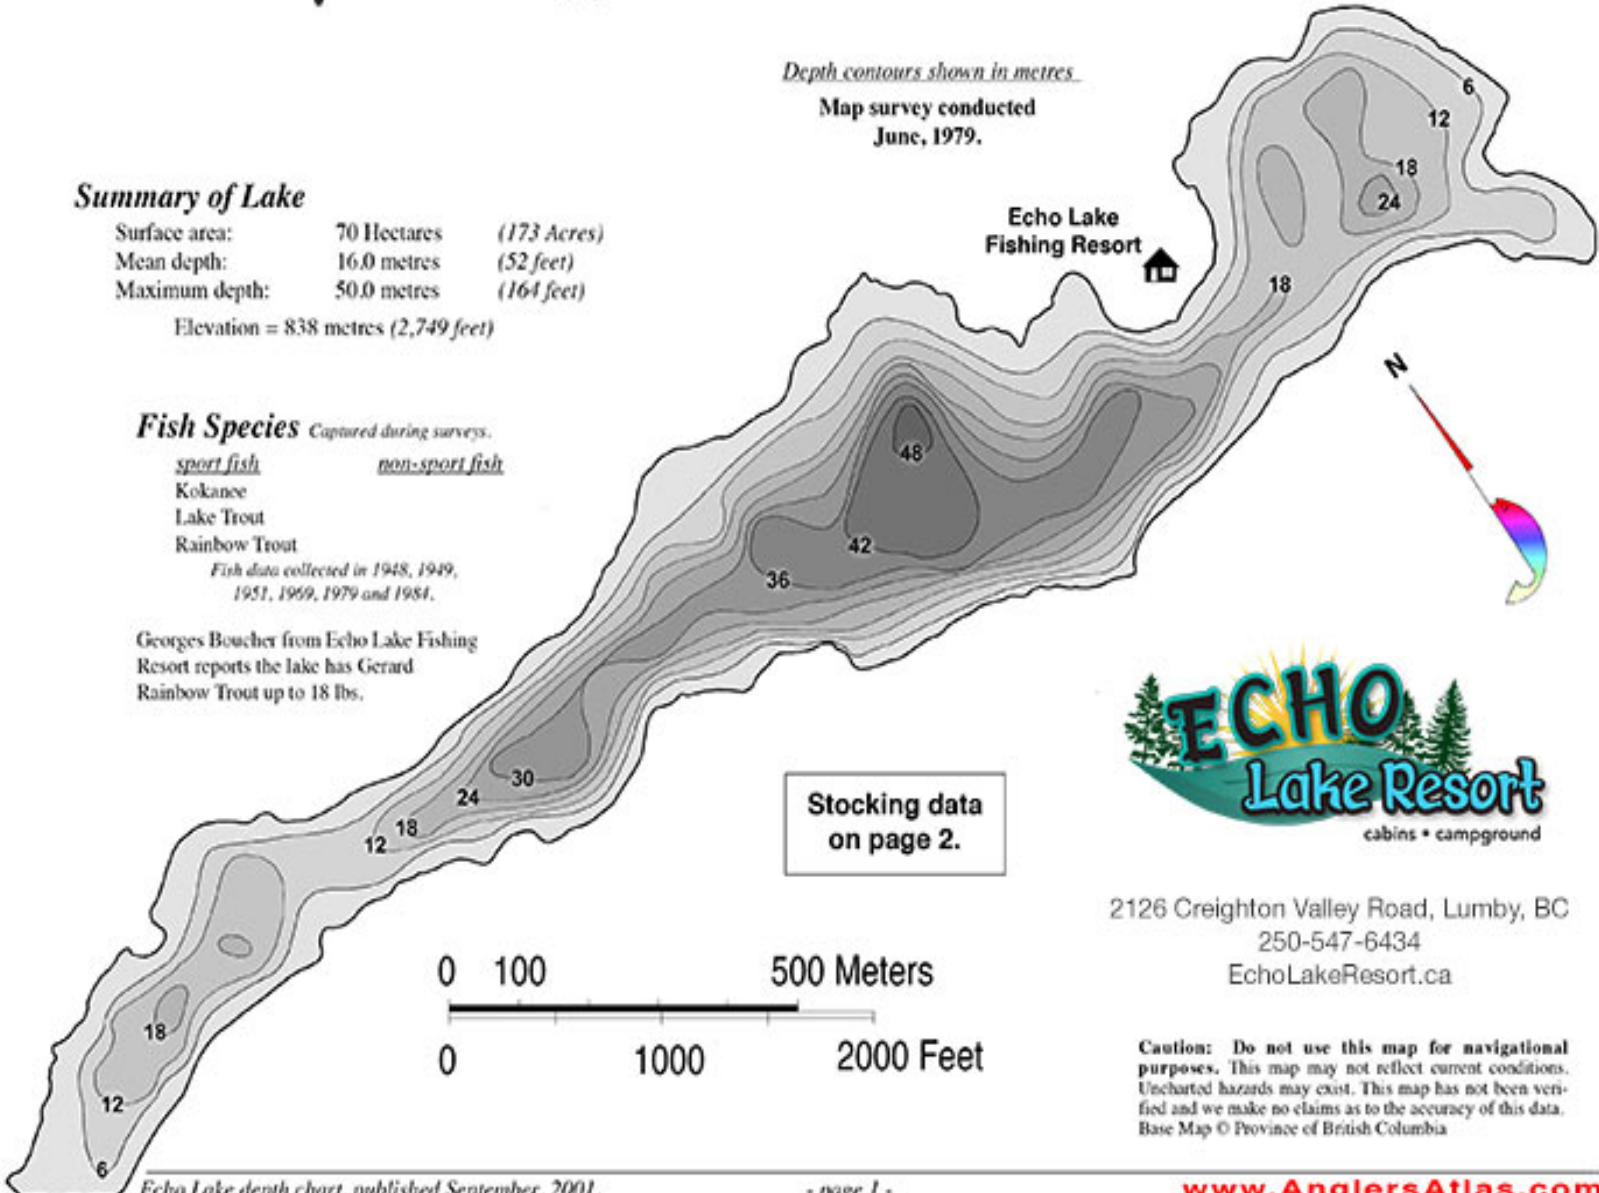 Depth contours shown in metres
Map survey conducted
June, 1979.
Summary of Lake
Surface area: 70 Hectares (173 Acres)
Mean depth: 16.0 metres (52 feet)
Maximum depth: 50.0 metres (164 feet)
Elevation = 838 metres (2,749 feet)
Fish Species Captured during surveys.
sport fish non-sport fish
Kokanee
Lake Trout
Rainbow Trout
Fish data collected in 1948, 1949,
1951, 1969, 1979 and 1984.
Georges Boucher from Echo Lake Fishing
Resort reports the lake has Gerard
Rainbow Trout up to 18 lbs.
Echo Lake
Fishing Resort
6
12
18
24
18
48
42
36
30
24
18
12
18
12
6
N
Stocking data
on page 2.
0 100 500 Meters
0 1000 2000 Feet
ECHO
Lake Resort
cabins • campground
2126 Creighton Valley Road, Lumby, BC
250-547-6434
EchoLakeResort.ca
Caution: Do not use this map for navigational
purposes. This map may not reflect current conditions.
Uncharted hazards may exist. This map has not been veri-
fied and we make no claims as to the accuracy of this data.
Base Map © Province of British Columbia
Echo Lake depth chart, published September, 2001
- page 1 -
www.AnglersAtlas.com